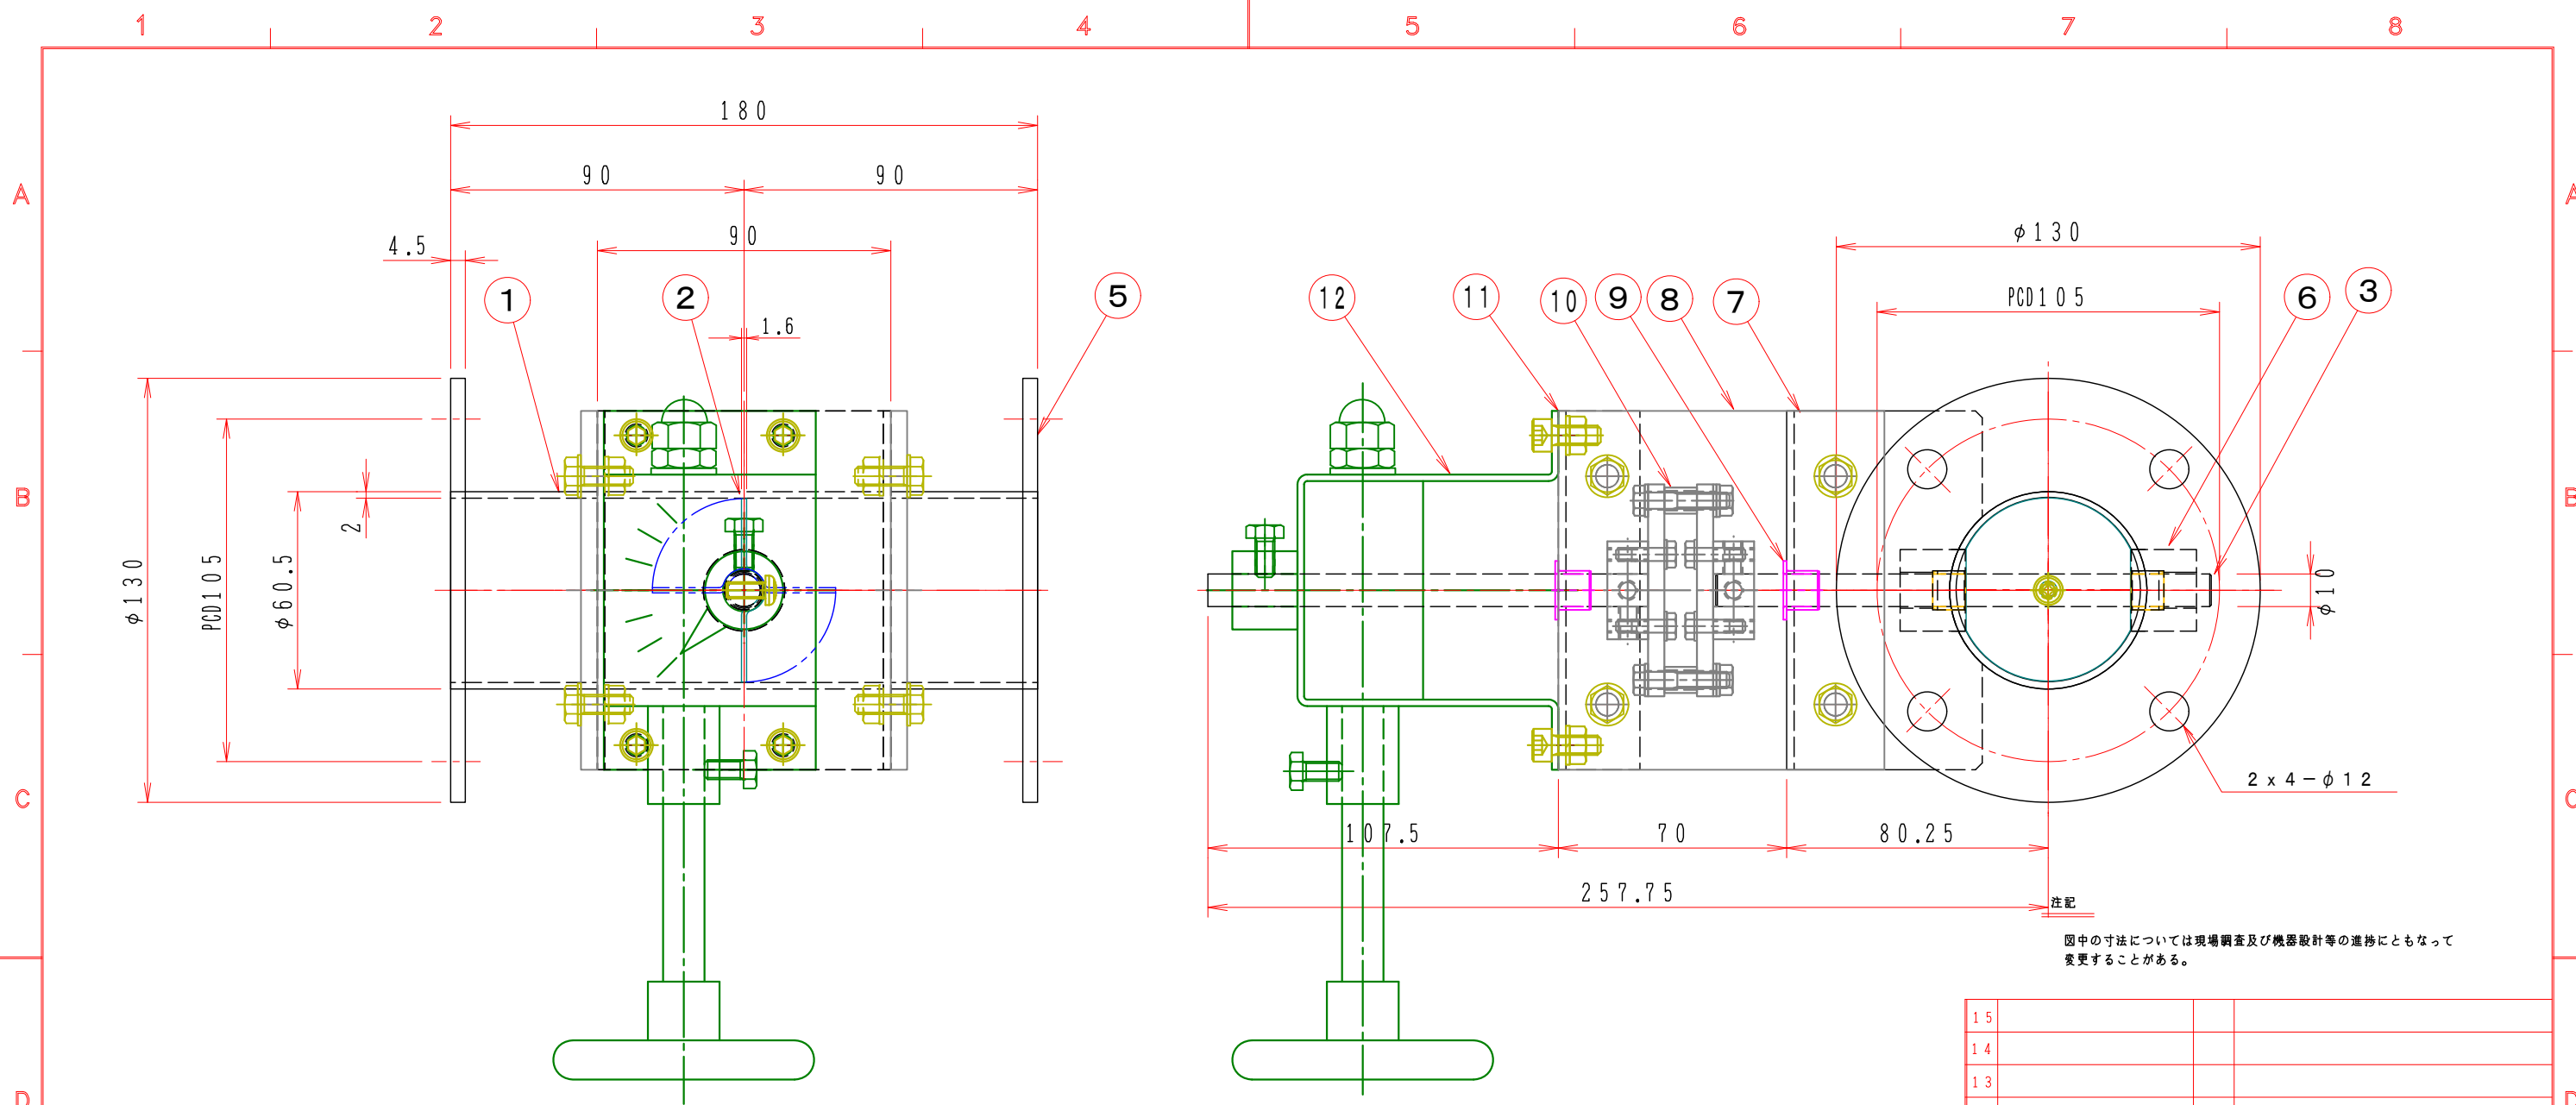 1 2 3 4 5 6 7 8
A A
180
90 90
90
φ130
4.5
1 2 5 12 11 10 9 8 7 PCD105 6 3
1.6
B B
2
φ130
PCD105
φ60.5
φ10
C C
2x4-φ12
107.5 70 80.25
257.75
注記
図中の寸法については現場調査及び機器設計等の進捗にともなって
変更することがある。
15
14
13
D D